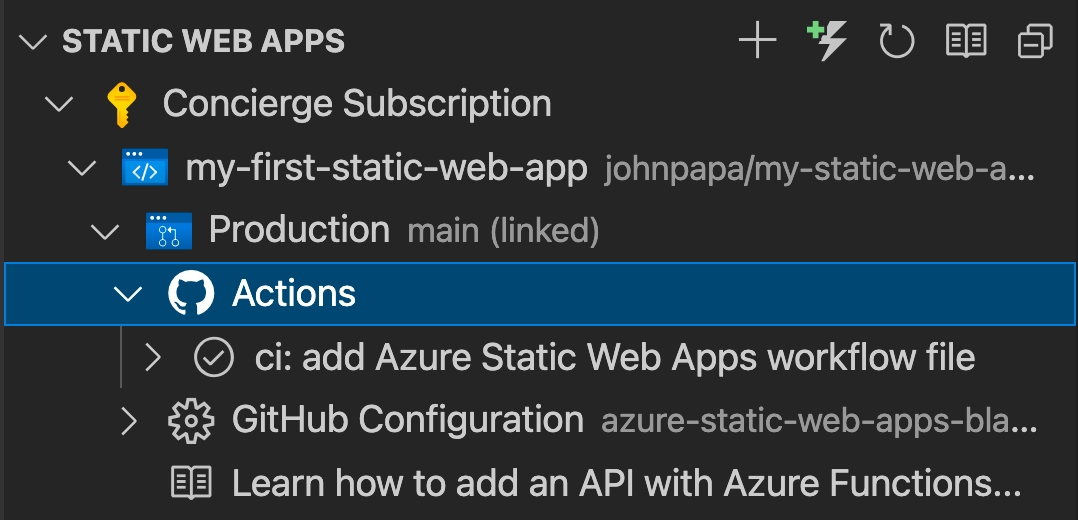 STATIC WEB APPS
Concierge Subscription
my-first-static-web-app johnpapa/my-static-web-a...
Production main (linked)
Actions
ci: add Azure Static Web Apps workflow file
GitHub Configuration azure-static-web-apps-bla...
Learn how to add an API with Azure Functions...